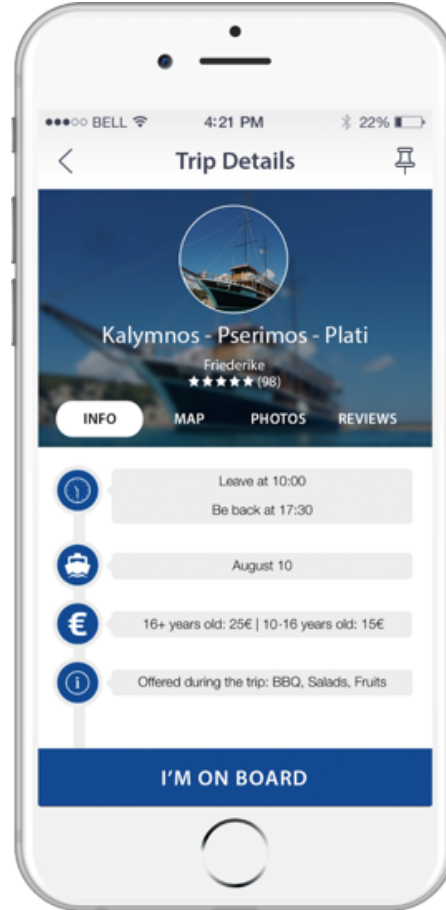 BELL 4:21 PM 22%
Trip Details
Kalymnos - Pserimos - Plati
Friederike
★★★★★ (98)
INFO MAP PHOTOS REVIEWS
Leave at 10:00
Be back at 17:30
August 10
€ 16+ years old: 25€ | 10-16 years old: 15€
i Offered during the trip: BBQ, Salads, Fruits
I'M ON BOARD